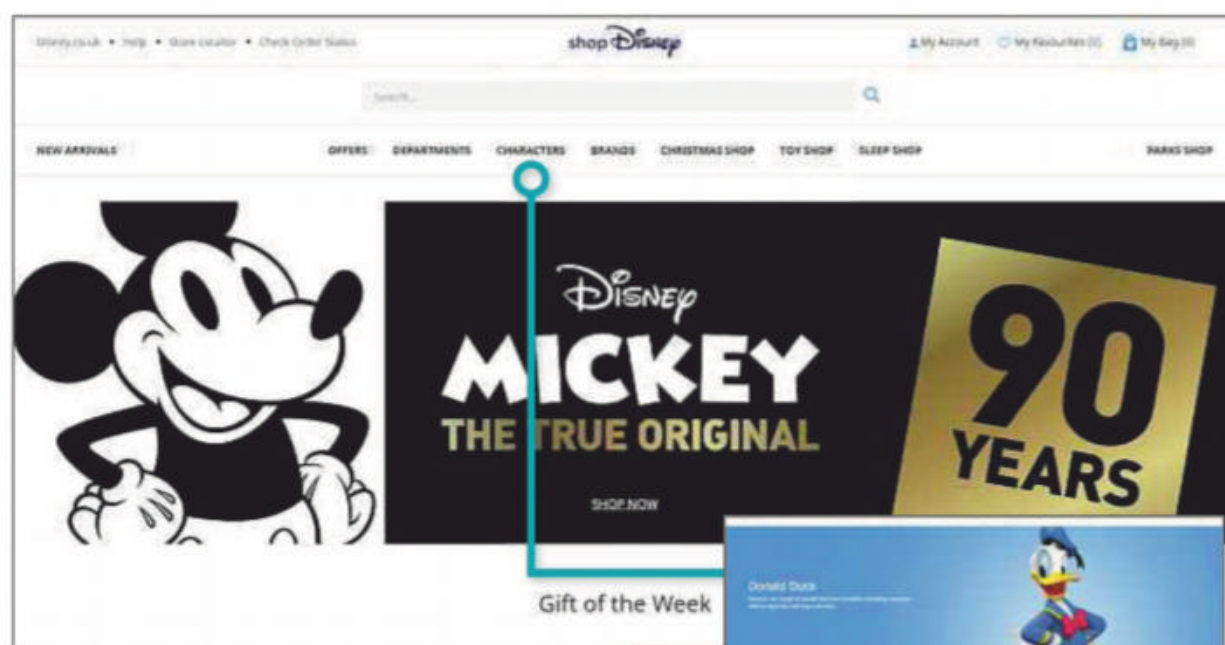 Disney.co.uk • Help • Store Locator • Check Order Status
shop Disney
My Account My Favourites (0) My Bag (0)
Search...
NEW ARRIVALS OFFERS DEPARTMENTS CHARACTERS BRANDS CHRISTMAS SHOP TOY SHOP SLEEP SHOP PARKS SHOP
Disney
MICKEY
THE TRUE ORIGINAL
SHOP NOW
90
YEARS
Gift of the Week
Donald Duck